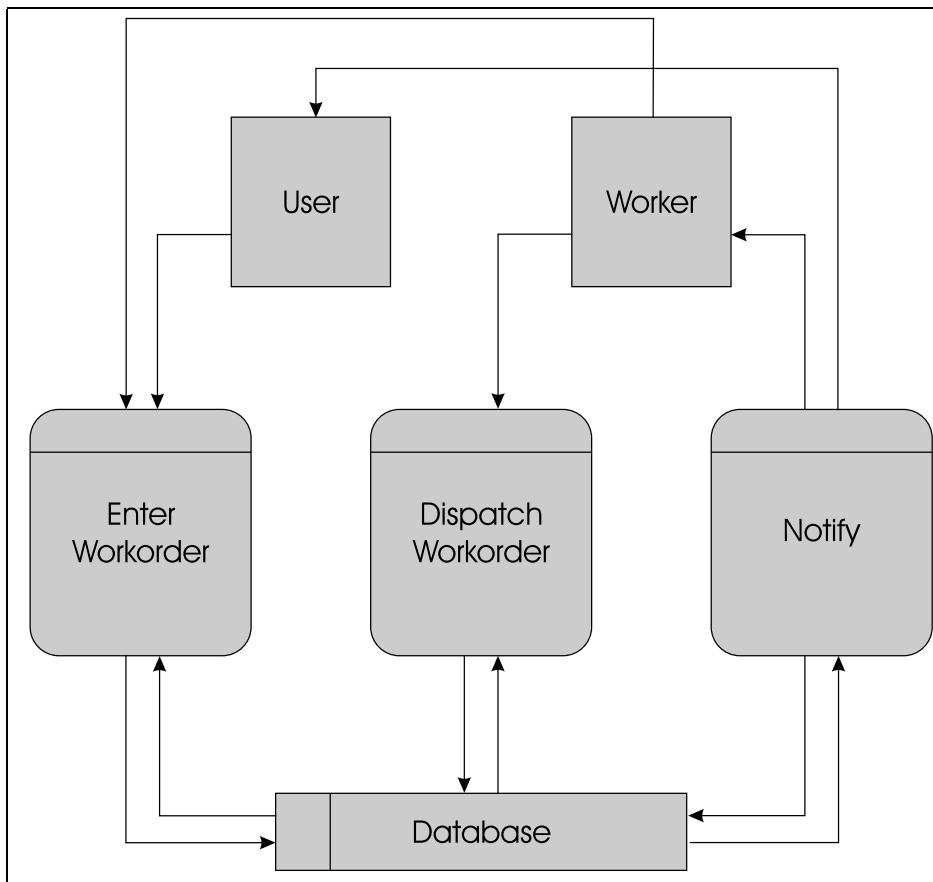 User
Worker
Enter
Workorder
Dispatch
Workorder
Notify
Database